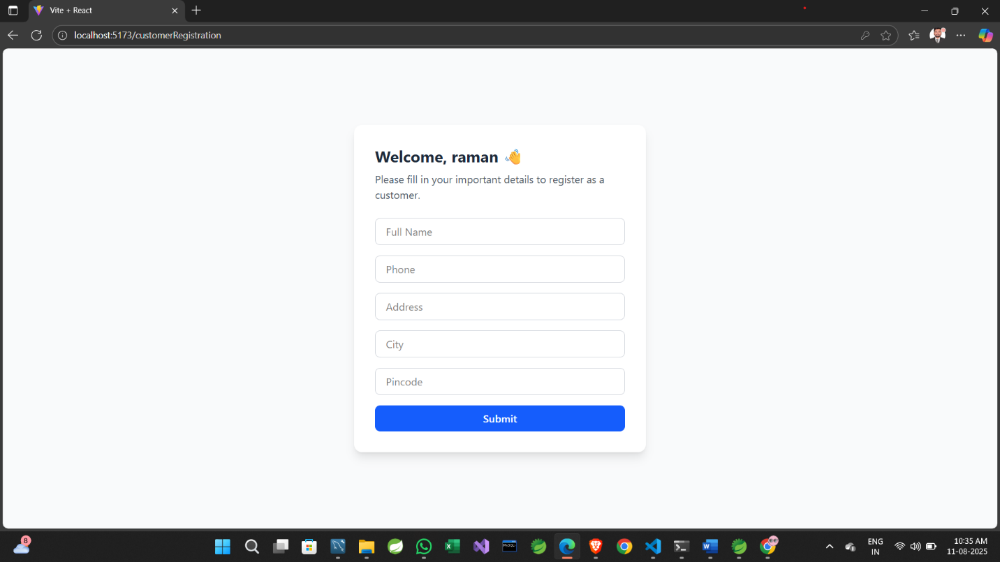 Vite + React
localhost:5173/customerRegistration
Welcome, raman 👋
Please fill in your important details to register as a
customer.
Full Name
Phone
Address
City
Pincode
Submit
8
MySQL
ENG
IN
10:35 AM
11-08-2025